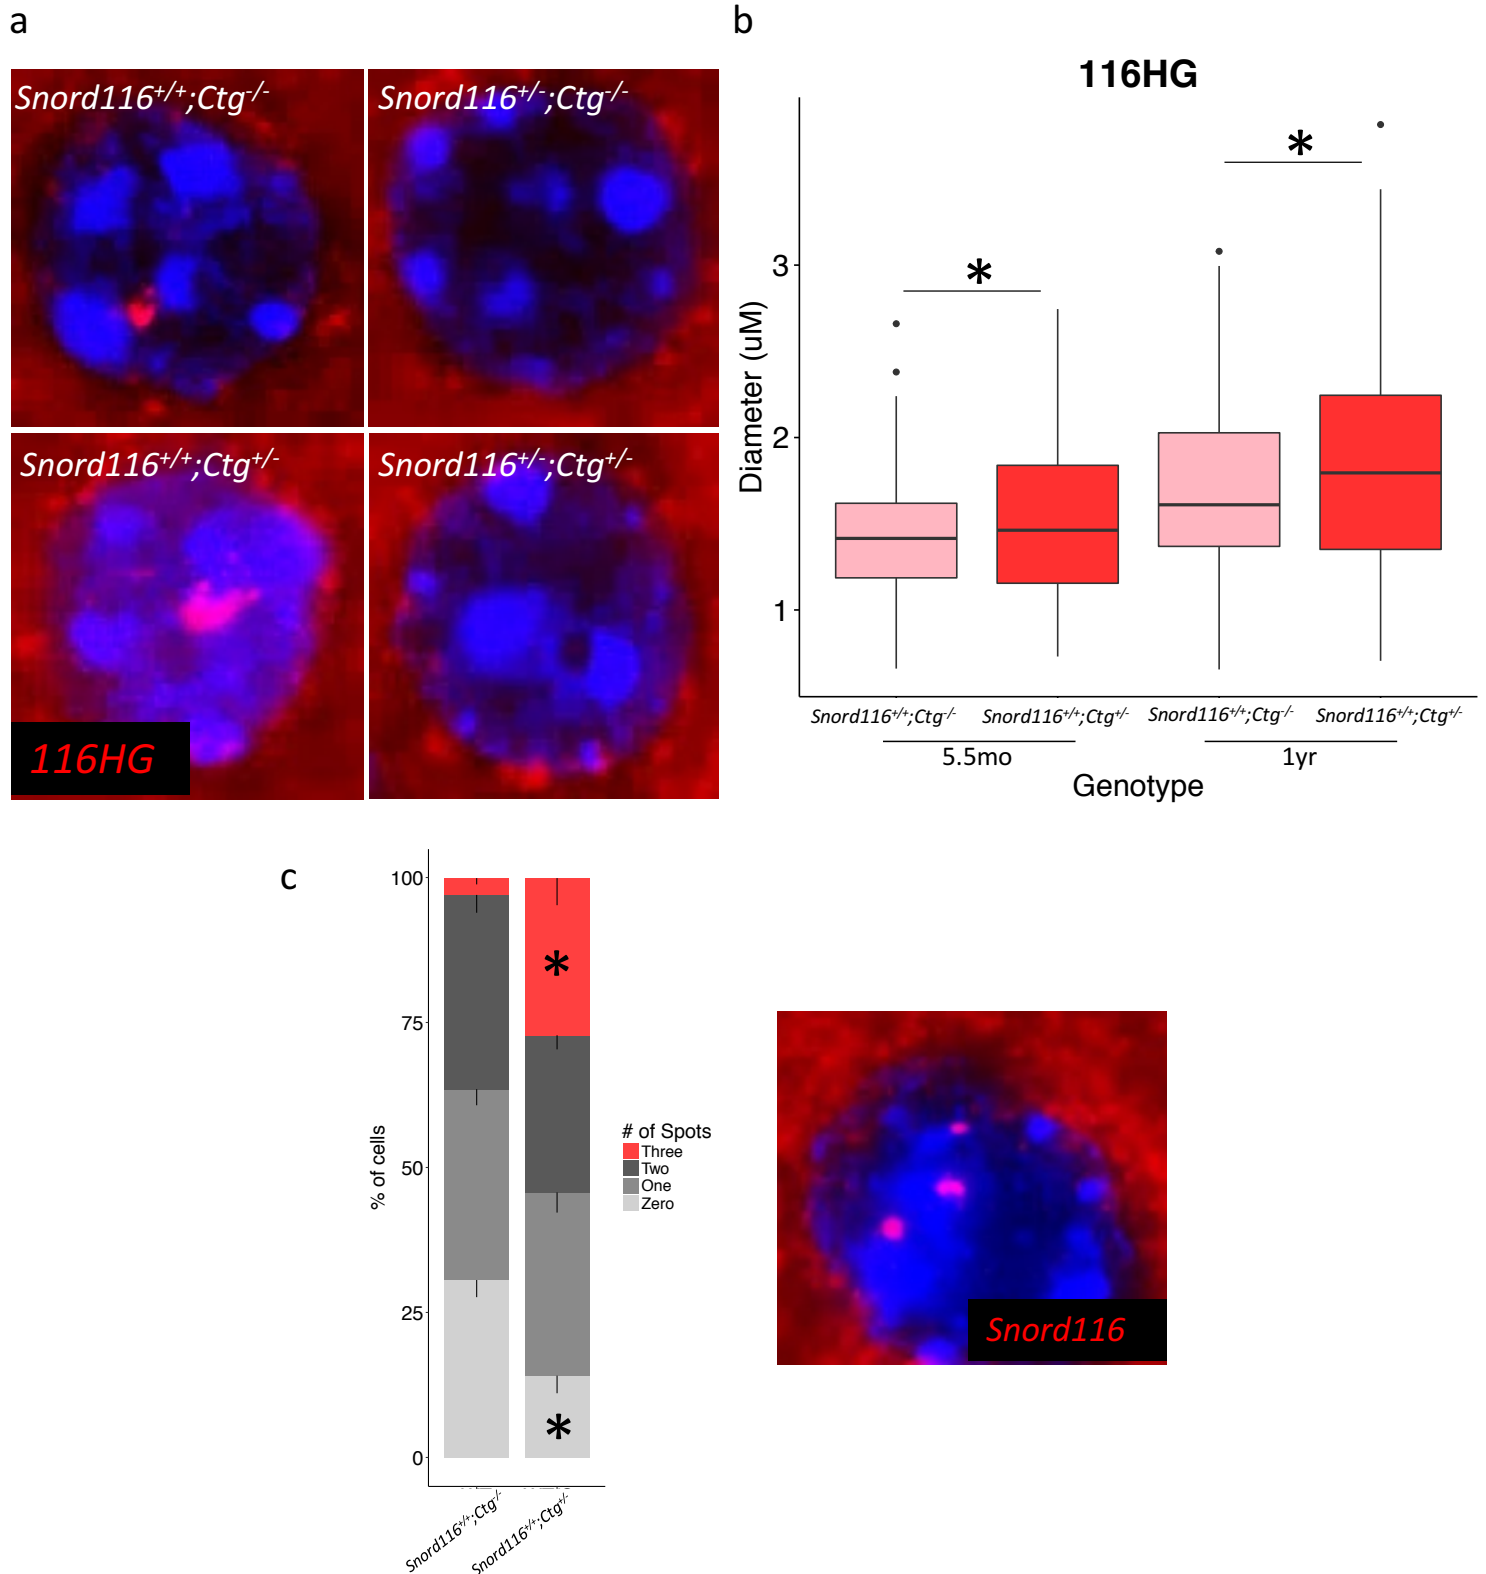 a
Snord116+/+;Ctg-/-
Snord116+/-;Ctg-/-
Snord116+/+;Ctg+/-
Snord116+/-;Ctg+/-
116HG
b
116HG
*
*
Diameter (uM)
3
2
1
Snord116+/+;Ctg-/-
Snord116+/+;Ctg+/-
Snord116+/+;Ctg-/-
Snord116+/+;Ctg+/-
5.5mo
1yr
Genotype
c
% of cells
100
75
50
25
0
*
*
# of Spots
Three
Two
One
Zero
Snord116+/+;Ctg-/-
Snord116+/+;Ctg+/-
Snord116